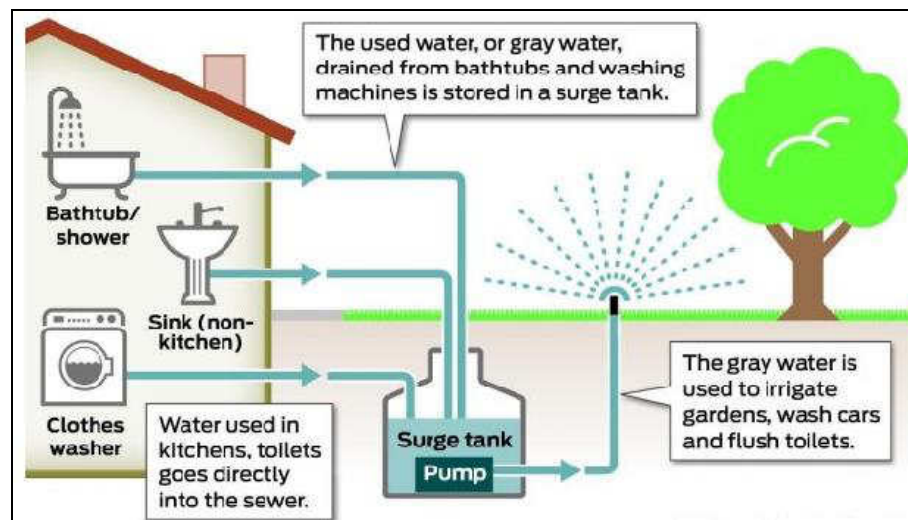 The used water, or gray water,
drained from bathtubs and washing
machines is stored in a surge tank.
Bathtub/
shower
Sink (non-
kitchen)
Clothes
washer
Water used in
kitchens, toilets
goes directly
into the sewer.
Surge tank
Pump
The gray water is
used to irrigate
gardens, wash cars
and flush toilets.